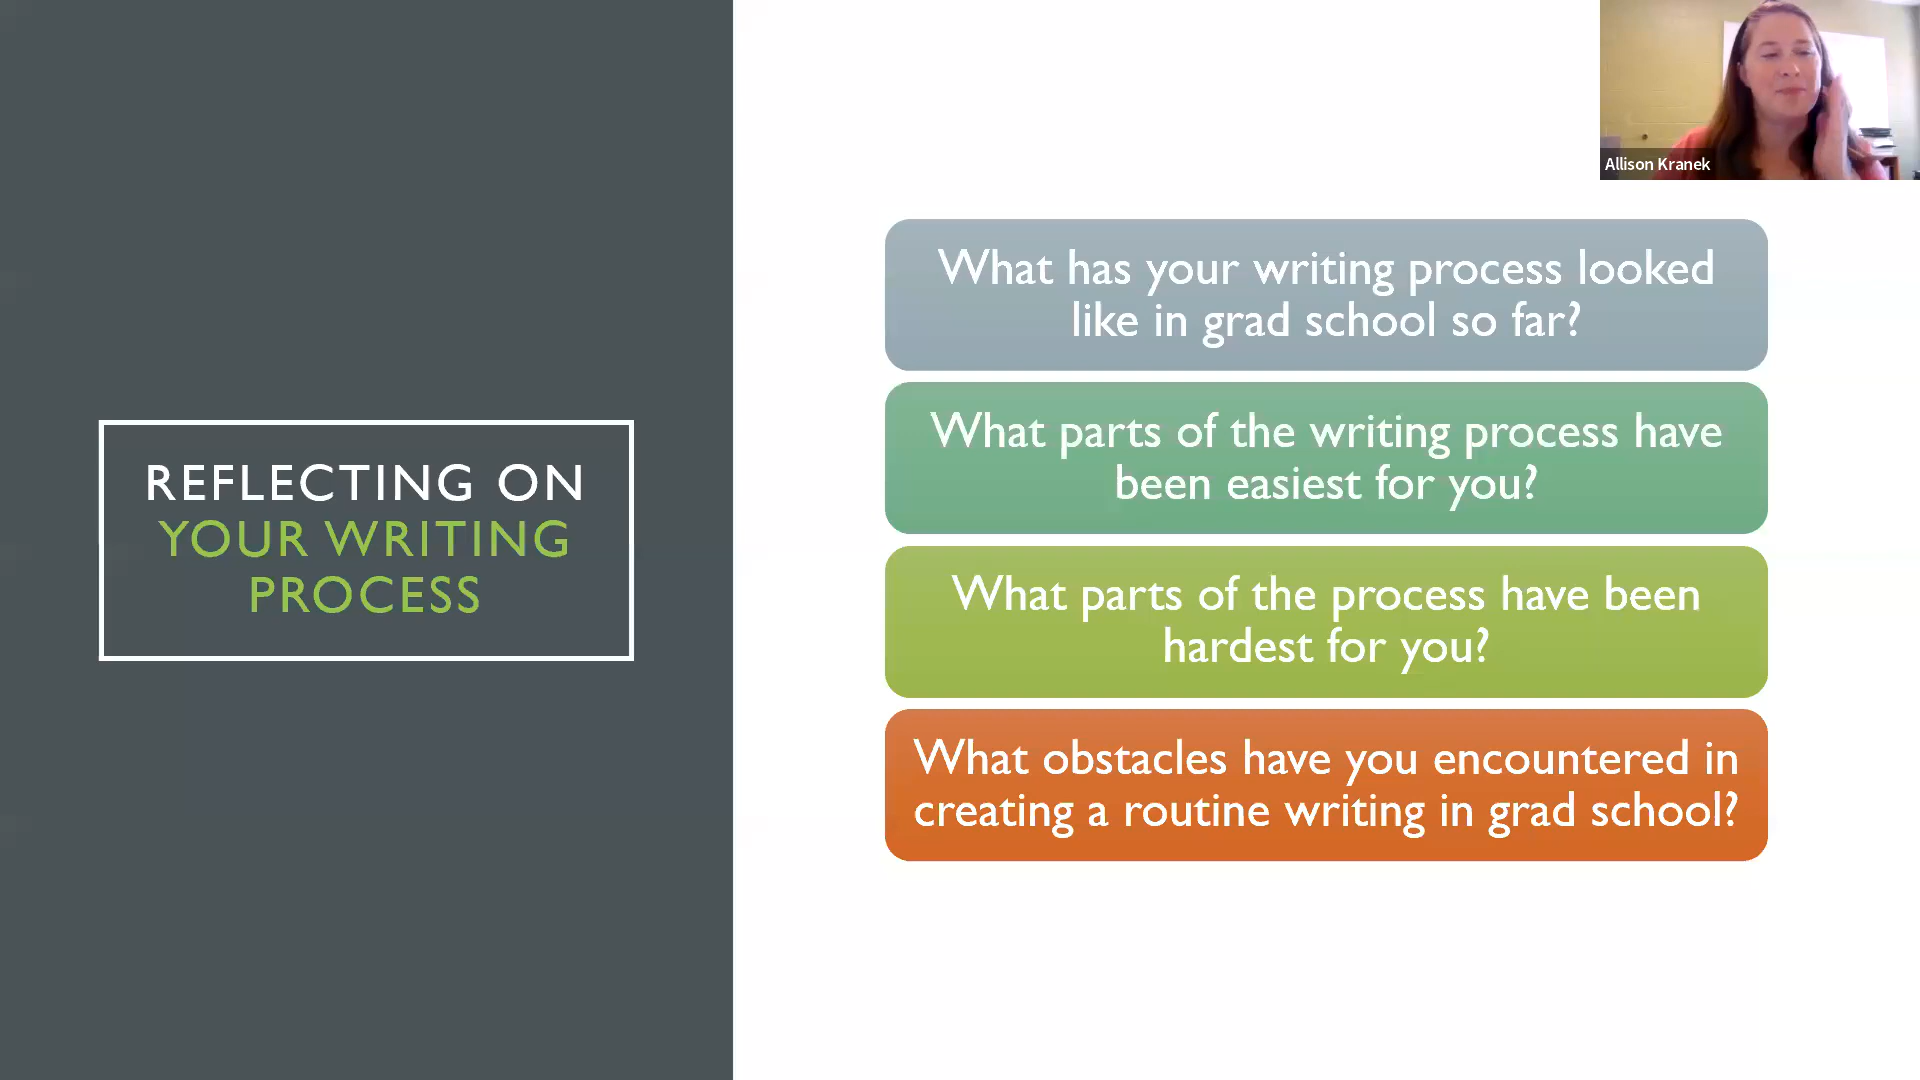 REFLECTING ON
YOUR WRITING
PROCESS
Allison Kranek
What has your writing process looked
like in grad school so far?
What parts of the writing process have
been easiest for you?
What parts of the process have been
hardest for you?
What obstacles have you encountered in
creating a routine writing in grad school?